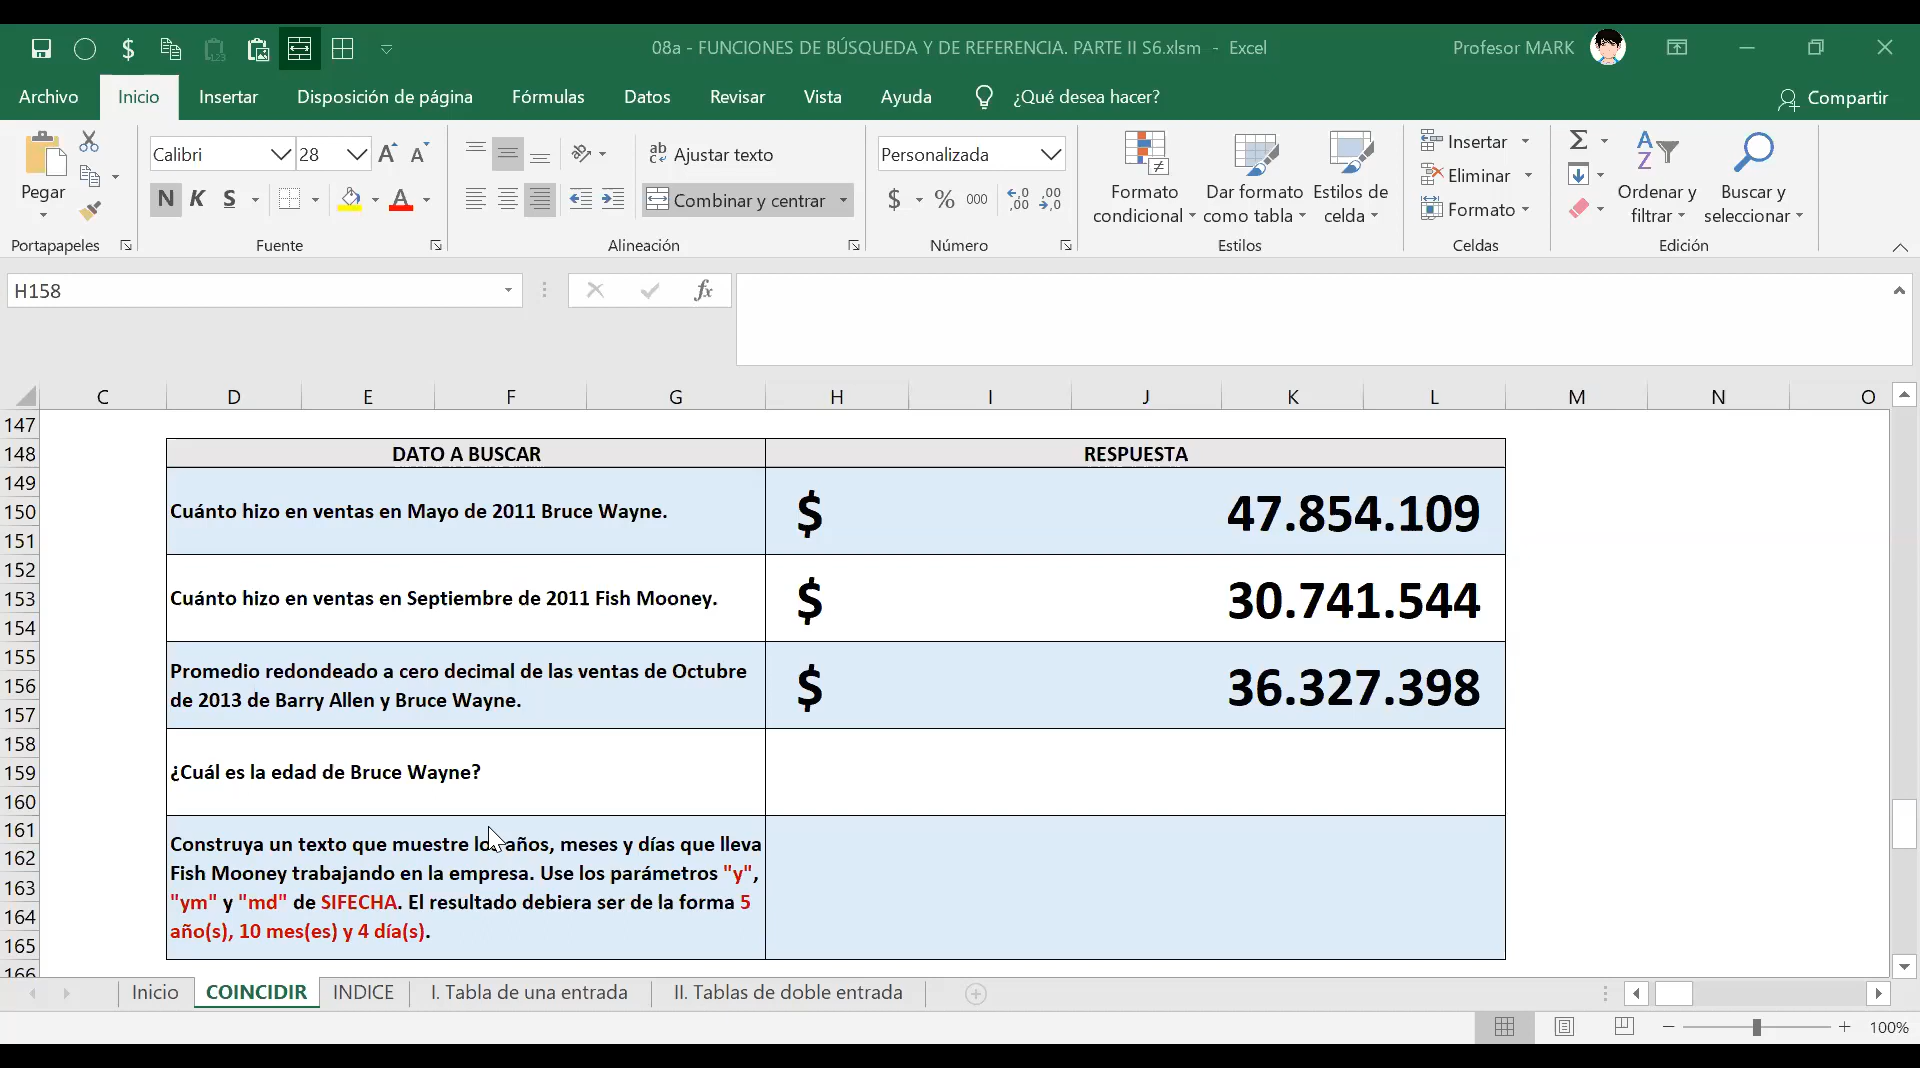 08a - FUNCIONES DE BÚSQUEDA Y DE REFERENCIA. PARTE II S6.xlsm - Excel
Profesor MARK
Archivo Inicio Insertar Disposición de página Fórmulas Datos Revisar Vista Ayuda ¿Qué desea hacer? Compartir
Pegar
Calibri 28
N K S
Ajustar texto
Combinar y centrar
Personalizada
$ % 000
Formato condicional
Dar formato como tabla
Estilos de celda
Insertar
Eliminar
Formato
Ordenar y filtrar
Buscar y seleccionar
Portapapeles Fuente Alineación Número Estilos Celdas Edición
H158 fx
C D E F G H I J K L M N O
147
148 DATO A BUSCAR RESPUESTA
149
150 Cuánto hizo en ventas en Mayo de 2011 Bruce Wayne. $ 47.854.109
151
152
153 Cuánto hizo en ventas en Septiembre de 2011 Fish Mooney. $ 30.741.544
154
155 Promedio redondeado a cero decimal de las ventas de Octubre
156 de 2013 de Barry Allen y Bruce Wayne. $ 36.327.398
157
158
159 ¿Cuál es la edad de Bruce Wayne?
160
161 Construya un texto que muestre los años, meses y días que lleva
162 Fish Mooney trabajando en la empresa. Use los parámetros "y",
163 "ym" y "md" de SIFECHA. El resultado debiera ser de la forma 5
164 año(s), 10 mes(es) y 4 día(s).
165
166
Inicio COINCIDIR INDICE I. Tabla de una entrada II. Tablas de doble entrada
100%